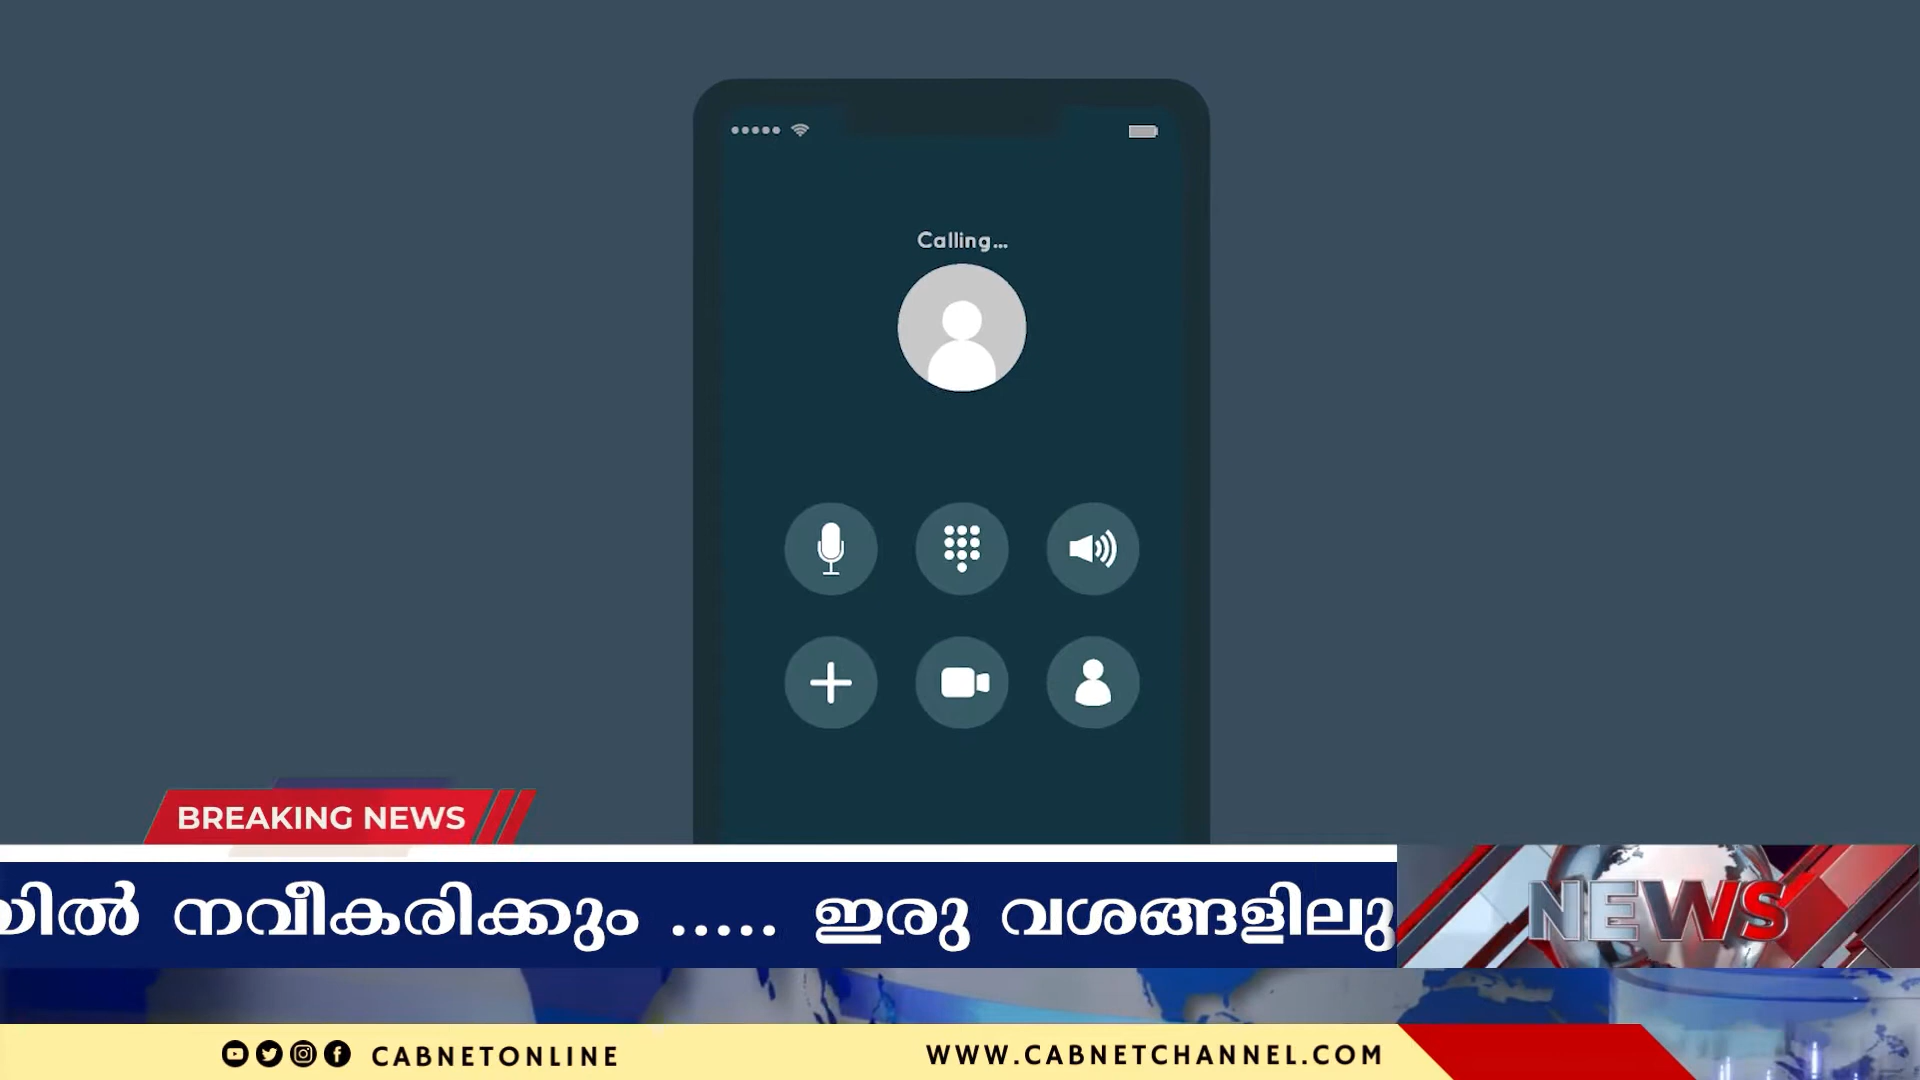 Calling...
BREAKING NEWS
യിൽ നവീകരിക്കും ..... ഇരു വശങ്ങളിലു
NEWS
CABNETONLINE
WWW.CABNETCHANNEL.COM